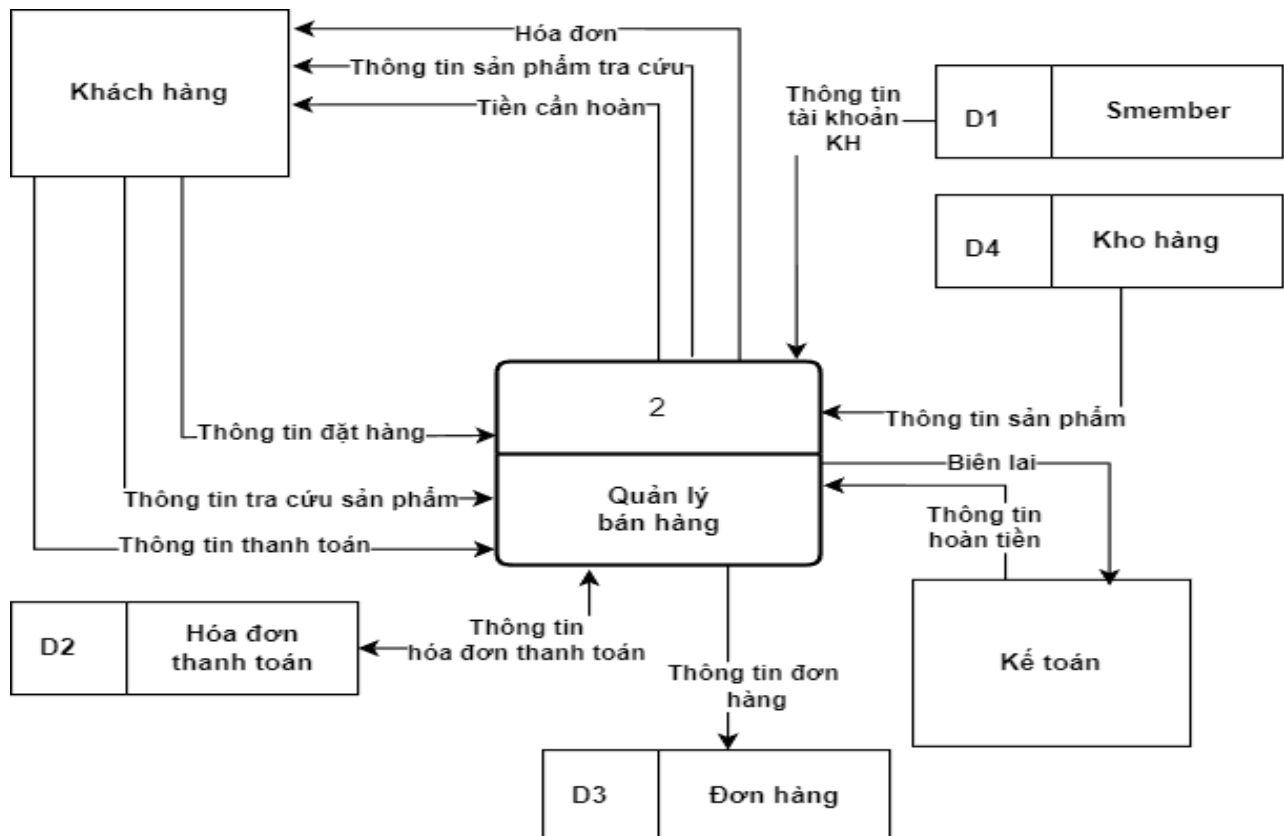 Hóa đơn
Thông tin sản phẩm tra cứu
Khách hàng
Tiền cần hoàn
Thông tin
tài khoản
KH
D1
Smember
D4
Kho hàng
2
Thông tin sản phẩm
Thông tin đặt hàng
Biên lai
Thông tin tra cứu sản phẩm
Quản lý
bán hàng
Thông tin
hoàn tiền
Thông tin thanh toán
D2
Hóa đơn
thanh toán
Thông tin
hóa đơn thanh toán
Thông tin đơn
hàng
Kế toán
D3
Đơn hàng